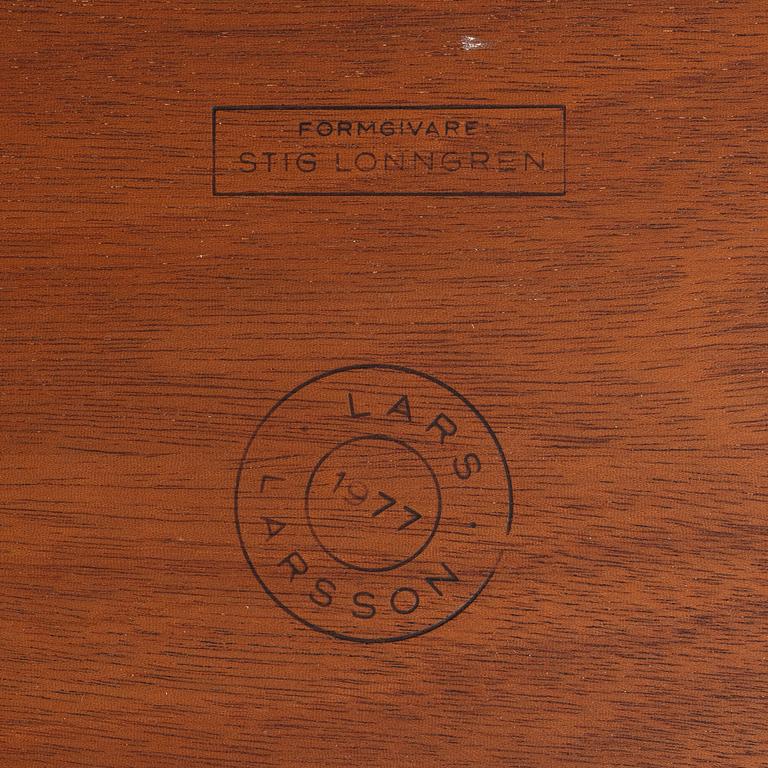 FORMGIVARE:
STIG LONNGREN
LARS
1977
LARSSON